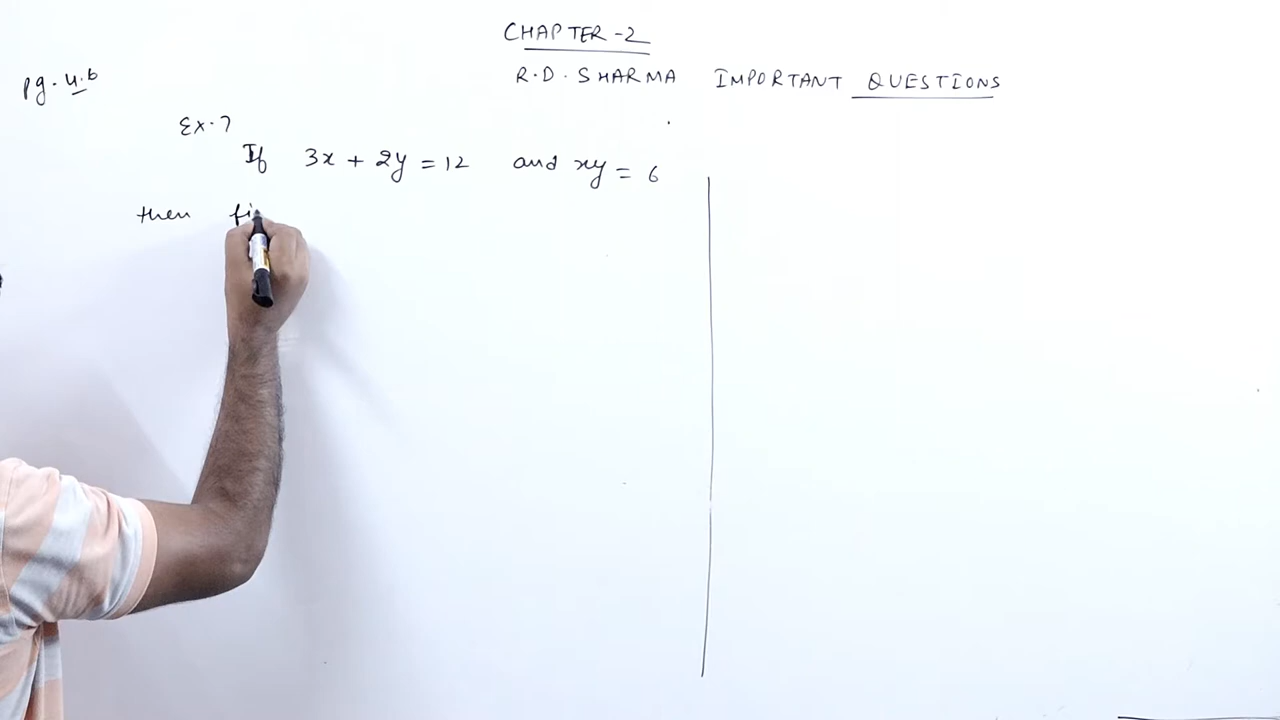 CHAPTER -2
R.D. SHARMA IMPORTANT QUESTIONS
pg. 4.6
Ex. 7
If 3x + 2y = 12 and xy = 6
then fi